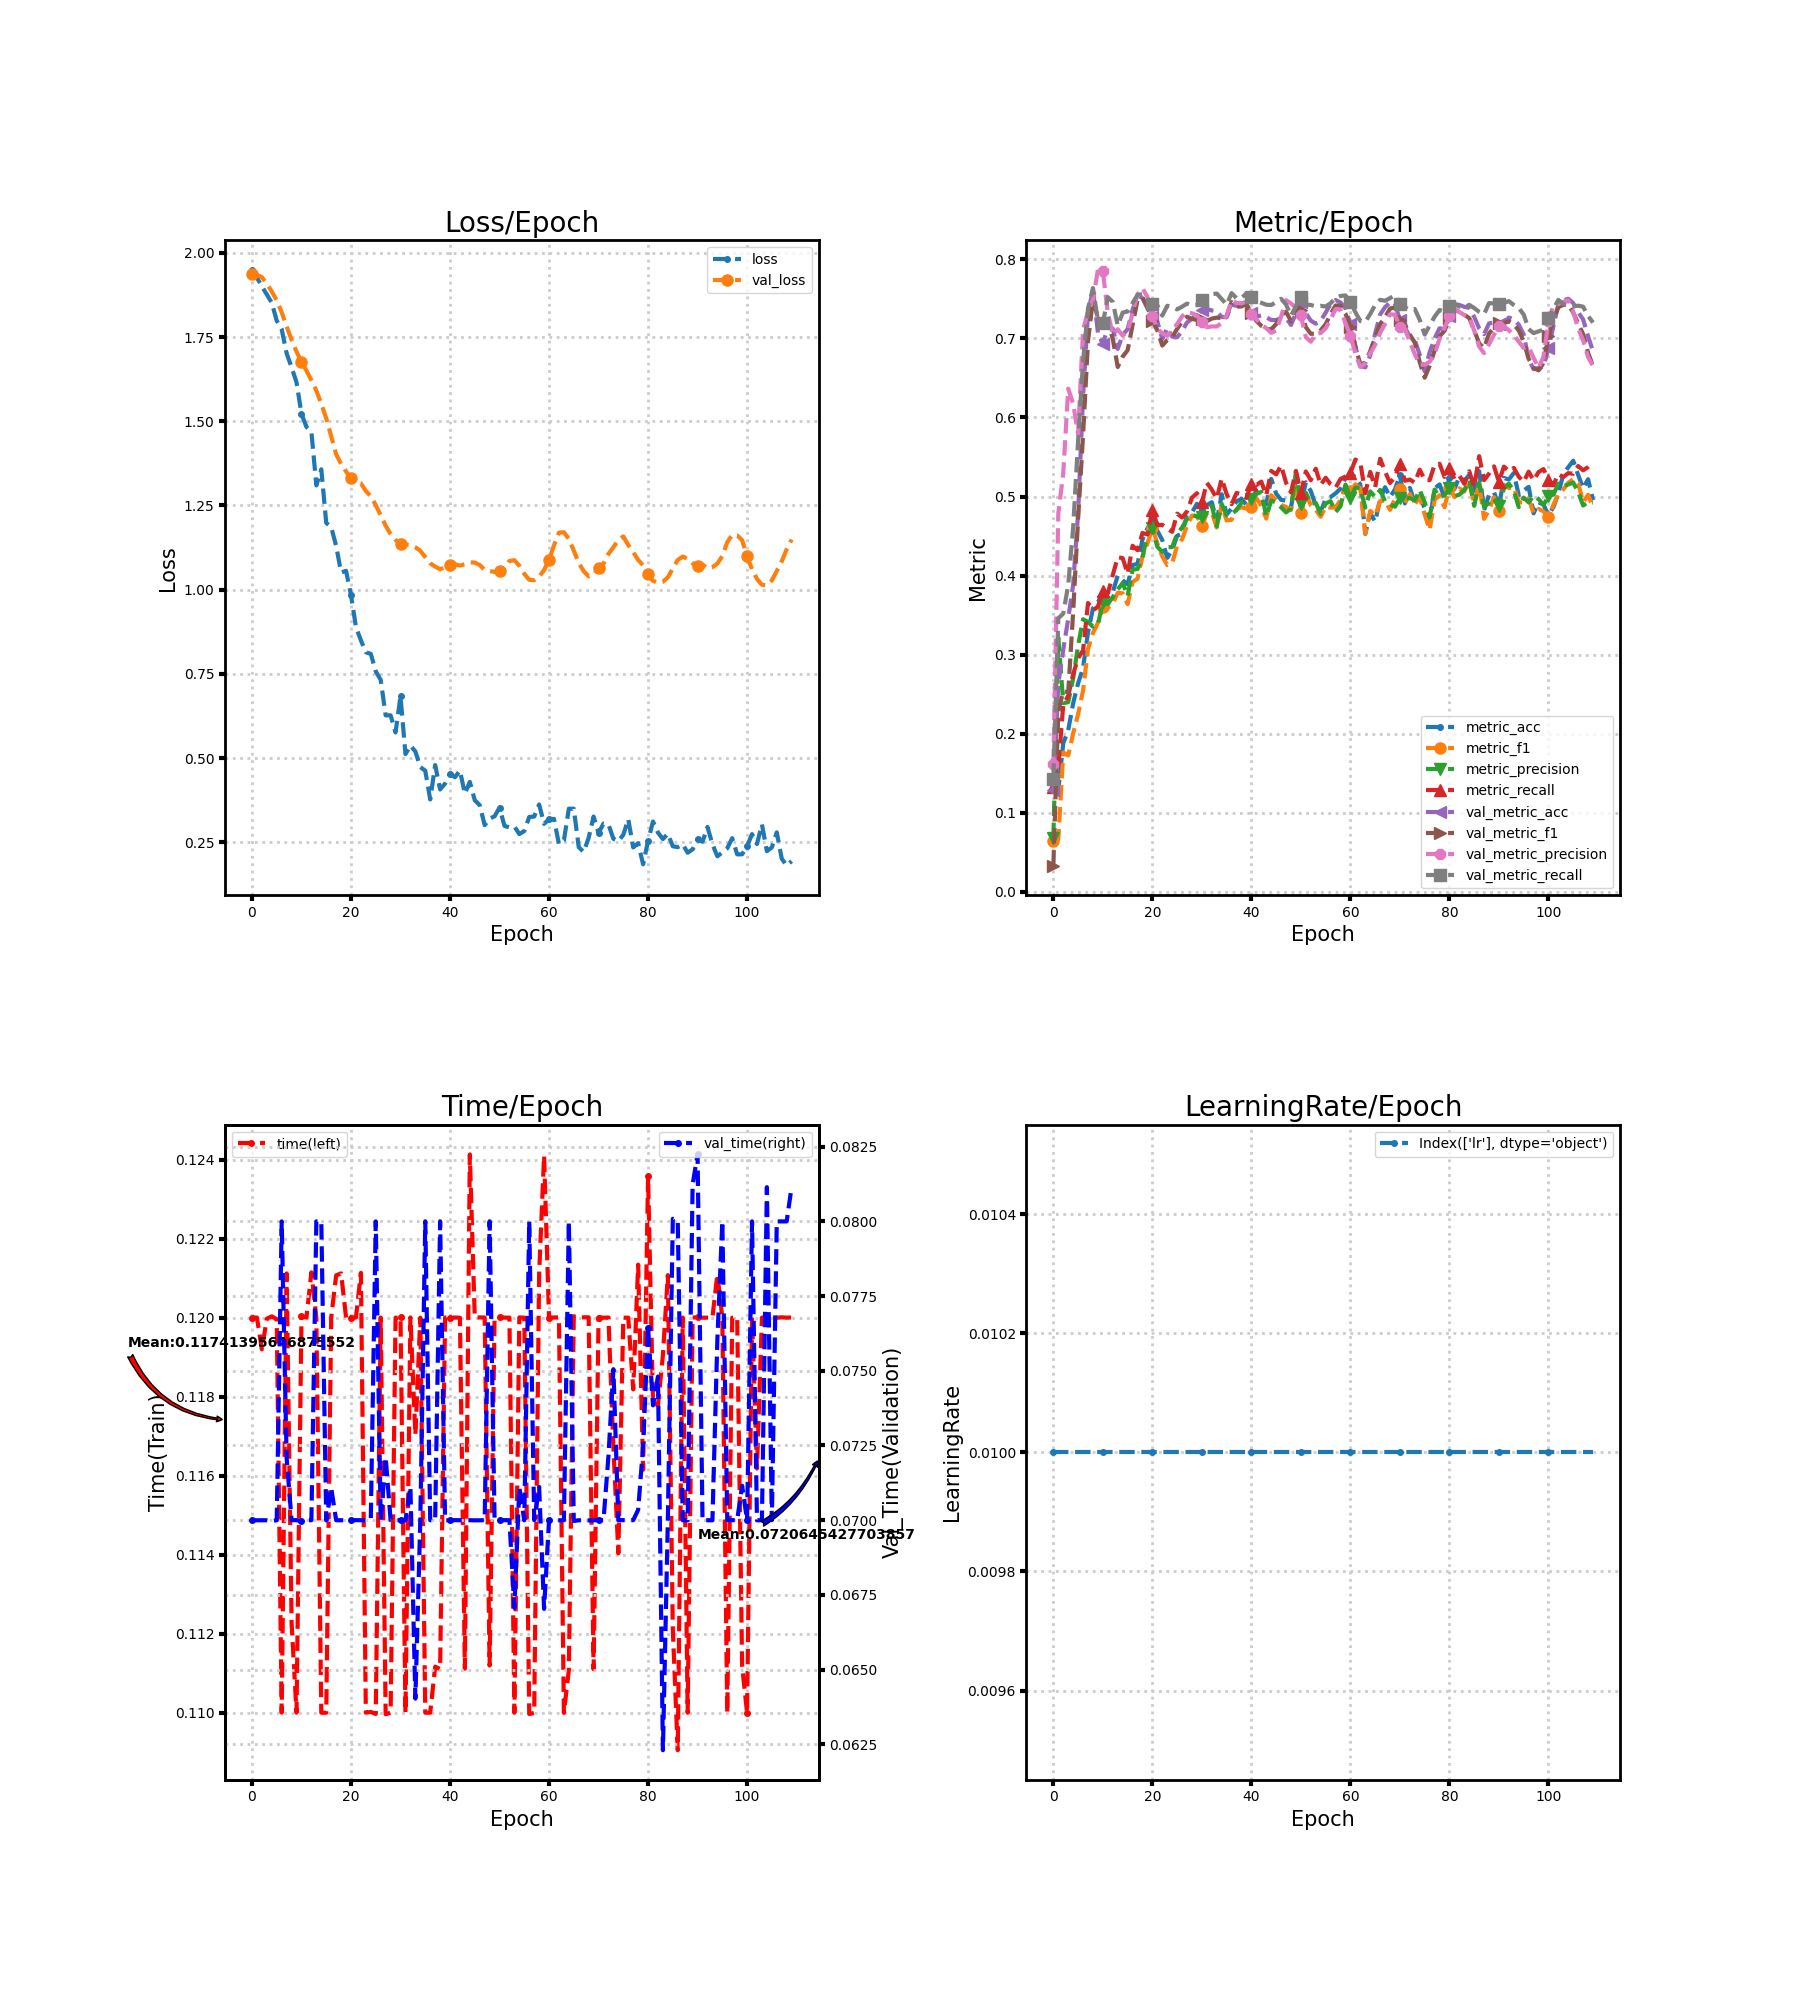 Loss/Epoch
2.00
1.75
1.50
1.25
1.00
0.75
0.50
0.25
Loss
0
20
40
60
80
100
Epoch
loss
val_loss
Metric/Epoch
0.8
0.7
0.6
0.5
0.4
0.3
0.2
0.1
0.0
Metric
0
20
40
60
80
100
Epoch
metric_acc
metric_f1
metric_precision
metric_recall
val_metric_acc
val_metric_f1
val_metric_precision
val_metric_recall
Time/Epoch
time(left)
val_time(right)
0.124
0.122
0.120
0.118
0.116
0.114
0.112
0.110
Time(Train)
0.0825
0.0800
0.0775
0.0750
0.0725
0.0700
0.0675
0.0650
0.0625
Val_Time(Validation)
Mean:0.0720645427703857
0
20
40
60
80
100
Epoch
LearningRate/Epoch
Index(['lr'], dtype='object')
0.0104
0.0102
0.0100
0.0098
0.0096
LearningRate
0
20
40
60
80
100
Epoch